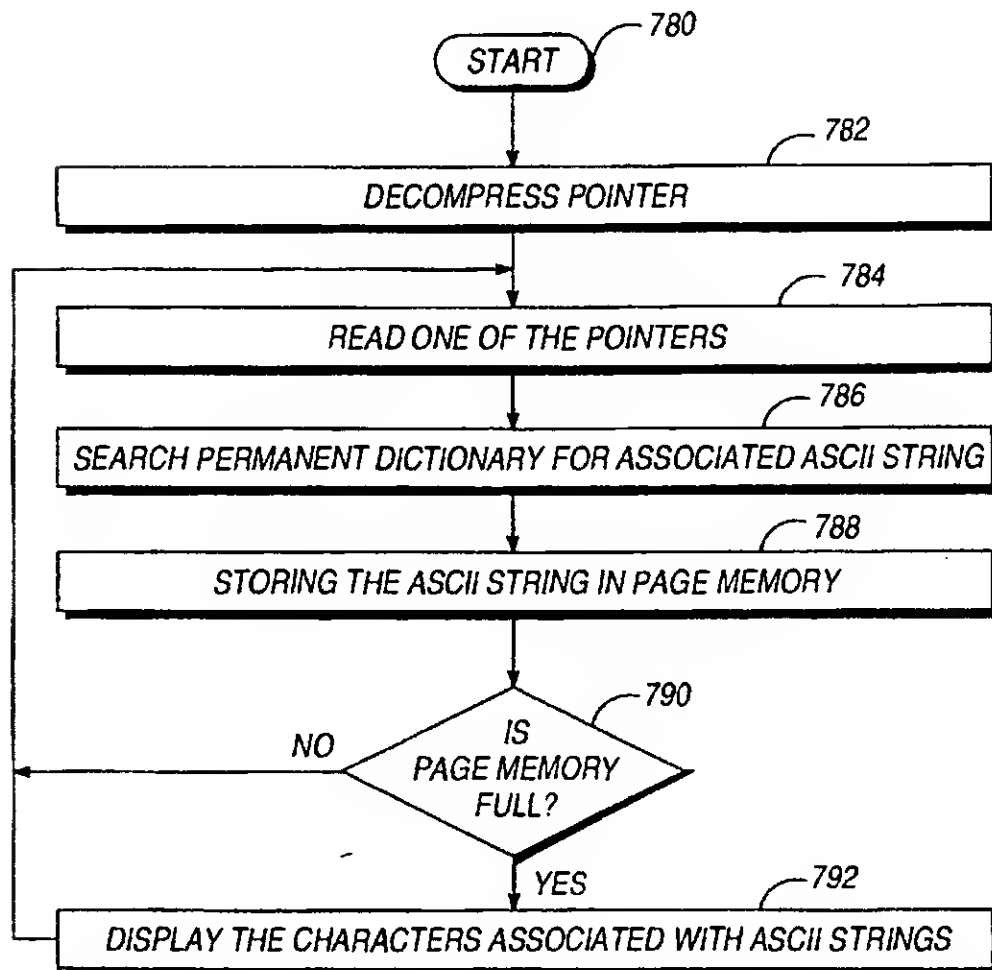 780
START
782
DECOMPRESS POINTER
784
READ ONE OF THE POINTERS
786
SEARCH PERMANENT DICTIONARY FOR ASSOCIATED ASCII STRING
788
STORING THE ASCII STRING IN PAGE MEMORY
790
IS
PAGE MEMORY
FULL?
NO
YES
792
DISPLAY THE CHARACTERS ASSOCIATED WITH ASCII STRINGS